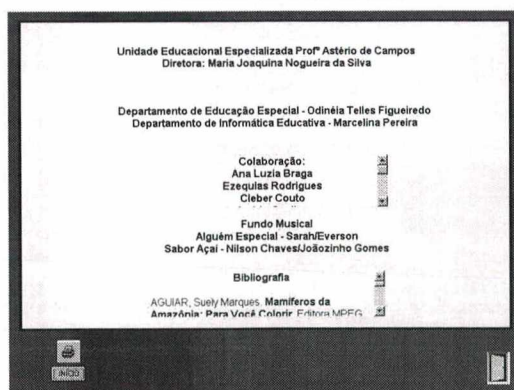 Unidade Educacional Especializada Profª Astério de Campos
Diretora: Maria Joaquina Nogueira da Silva
Departamento de Educação Especial - Odinéia Telles Figueiredo
Departamento de Informática Educativa - Marcelina Pereira
Colaboração:
Ana Luzia Braga
Ezequias Rodrigues
Cleber Couto
Fundo Musical
Alguém Especial - Sarah/Everson
Sabor Açaí - Nilson Chaves/Joãozinho Gomes
Bibliografia
AGUIAR, Suely Marques. Mamíferos da
Amazônia: Para Você Colorir. Editora MPEG
INÍCIO